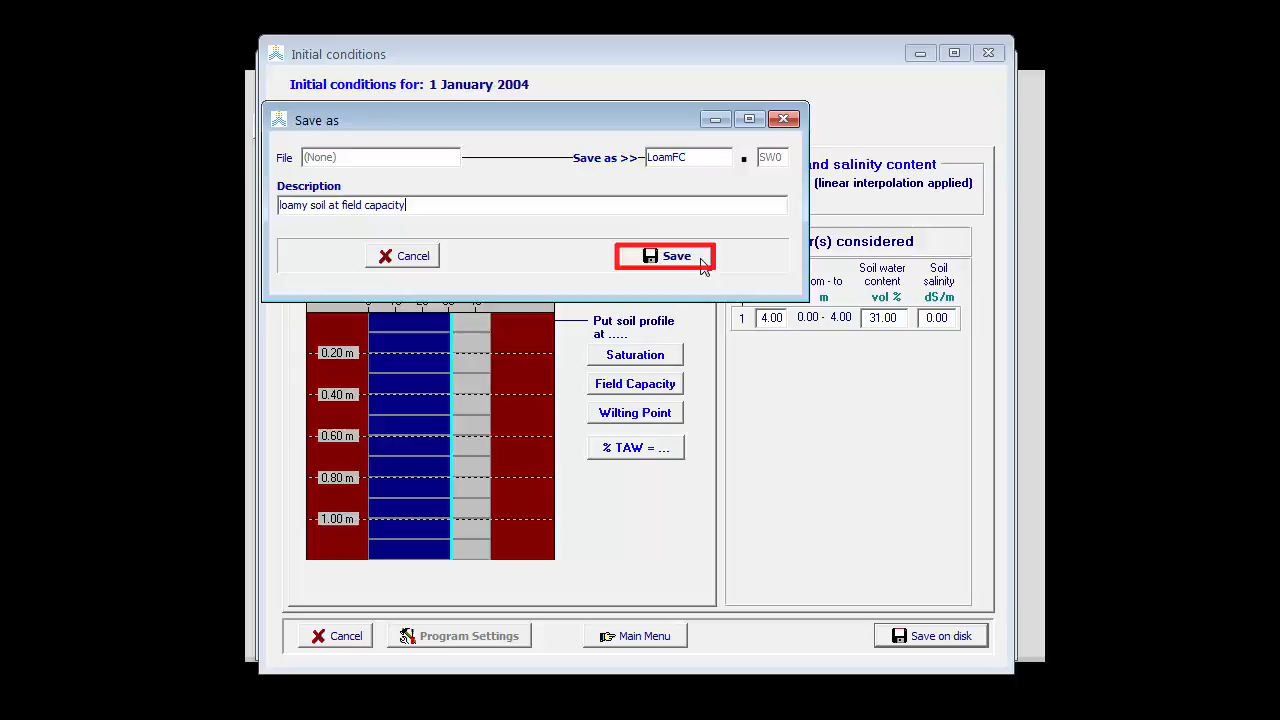 Initial conditions
Initial conditions for: 1 January 2004
Save as
File (None) Save as >> LoamFC . SW0
Description
loamy soil at field capacity
Cancel Save
and salinity content
(linear interpolation applied)
r(s) considered
om - to Soil water content Soil salinity
m vol % dS/m
1 4.00 0.00 - 4.00 31.00 0.00
Put soil profile
at .....
Saturation
Field Capacity
Wilting Point
% TAW = ...
0.20 m
0.40 m
0.60 m
0.80 m
1.00 m
Cancel Program Settings Main Menu Save on disk